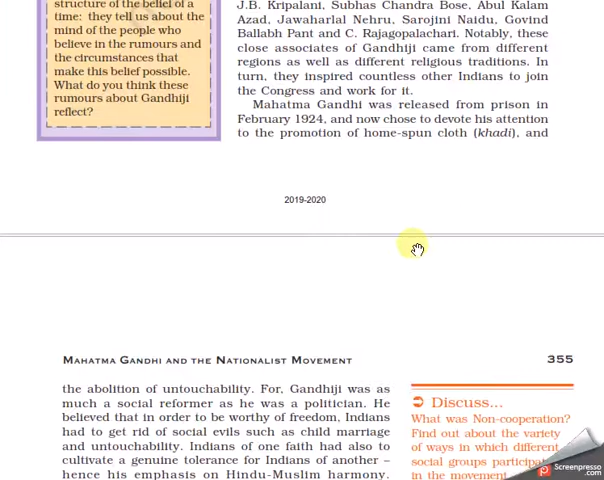 structure of the belief of a
time: they tell us about the
mind of the people who
believe in the rumours and
the circumstances that
make this belief possible.
What do you think these
rumours about Gandhiji
reflect?
J.B. Kripalani, Subhas Chandra Bose, Abul Kalam
Azad, Jawaharlal Nehru, Sarojini Naidu, Govind
Ballabh Pant and C. Rajagopalachari. Notably, these
close associates of Gandhiji came from different
regions as well as different religious traditions. In
turn, they inspired countless other Indians to join
the Congress and work for it.
Mahatma Gandhi was released from prison in
February 1924, and now chose to devote his attention
to the promotion of home-spun cloth (khadi), and
2019-2020
MAHATMA GANDHI AND THE NATIONALIST MOVEMENT
355
the abolition of untouchability. For, Gandhiji was as
much a social reformer as he was a politician. He
believed that in order to be worthy of freedom, Indians
had to get rid of social evils such as child marriage
and untouchability. Indians of one faith had also to
cultivate a genuine tolerance for Indians of another –
hence his emphasis on Hindu-Muslim harmony.
Discuss...
What was Non-cooperation?
Find out about the variety
of ways in which different
social groups
in the movement
Screenpresso
.com